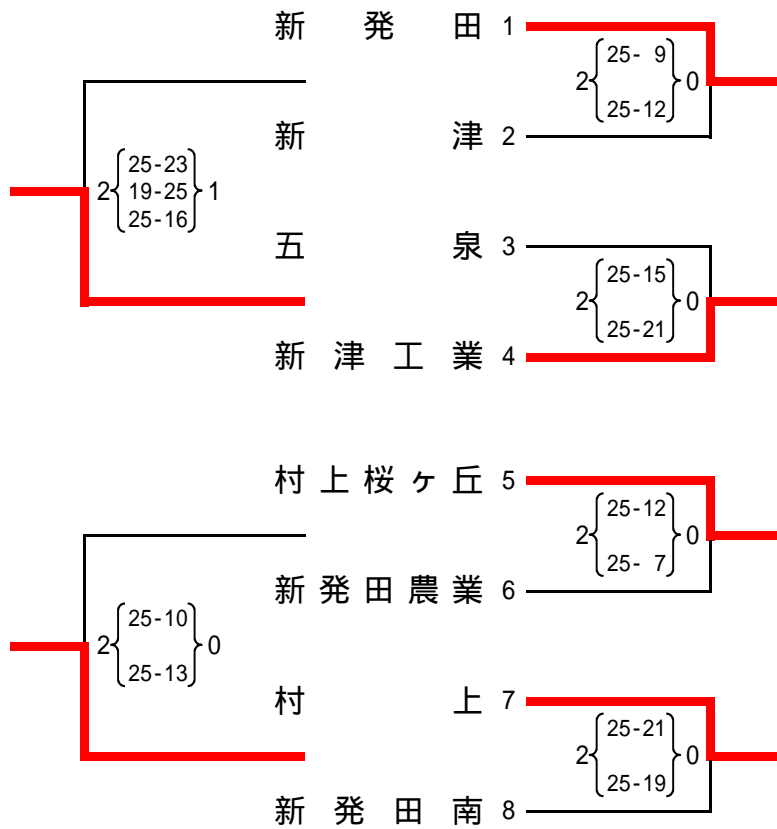 新発田 1
2 25- 9 0
25-12
新津 2
2 25-23 1
19-25
25-16
五泉 3
2 25-15 0
25-21
新津工業 4
村上桜ヶ丘 5
2 25-12 0
25- 7
新発田農業 6
2 25-10 0
25-13
村上 7
2 25-21 0
25-19
新発田南 8